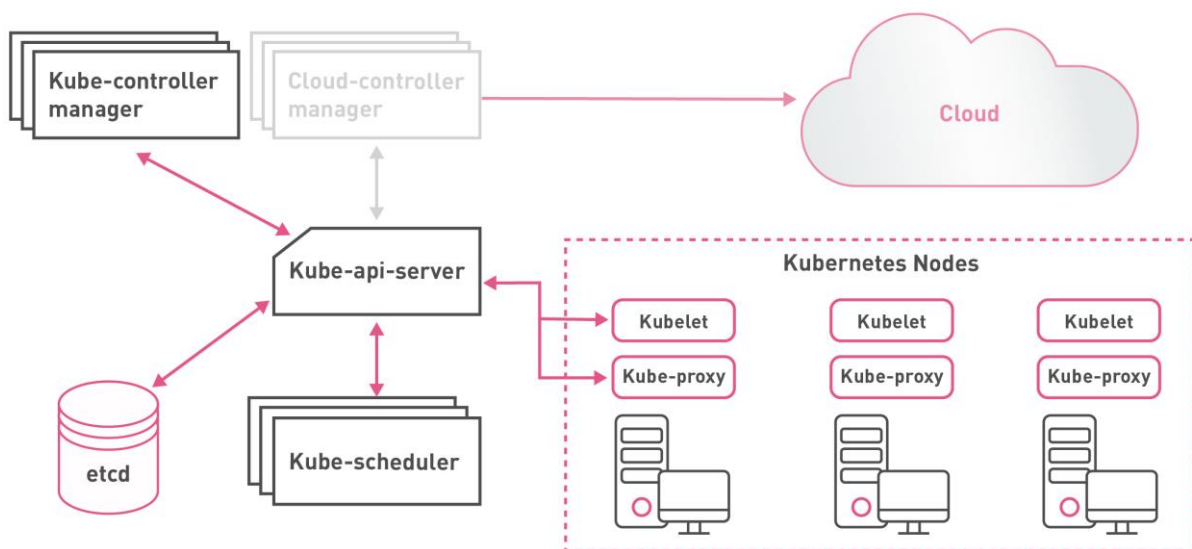 Kube-controller
manager
Cloud-controller
manager
Cloud
Kube-api-server
Kubernetes Nodes
Kubelet
Kubelet
Kubelet
Kube-proxy
Kube-proxy
Kube-proxy
etcd
Kube-scheduler